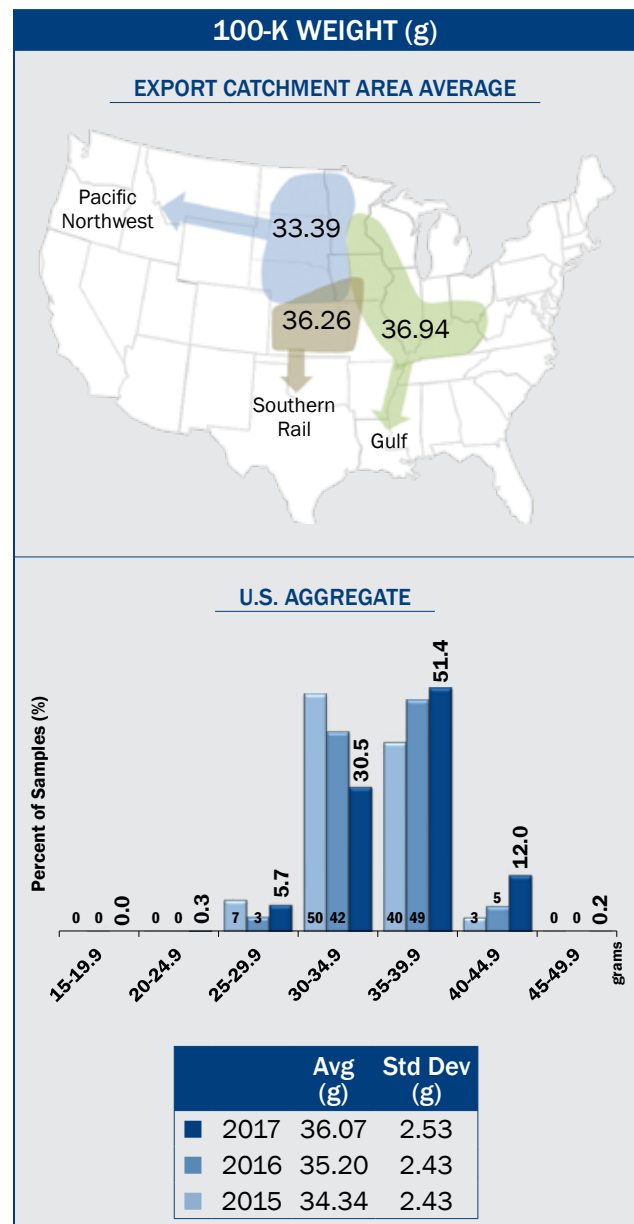 100-K WEIGHT (g)
EXPORT CATCHMENT AREA AVERAGE
Pacific
Northwest
33.39
36.26
36.94
Southern
Rail
Gulf
U.S. AGGREGATE
Percent of Samples (%)
0 0 0.0
0 0 0.3
7 3 5.7
50 42 30.5
40 49 51.4
3 5 12.0
0 0 0.2
15-19.9
20-24.9
25-29.9
30-34.9
35-39.9
40-44.9
45-49.9
grams
Avg Std Dev
(g) (g)
2017 36.07 2.53
2016 35.20 2.43
2015 34.34 2.43